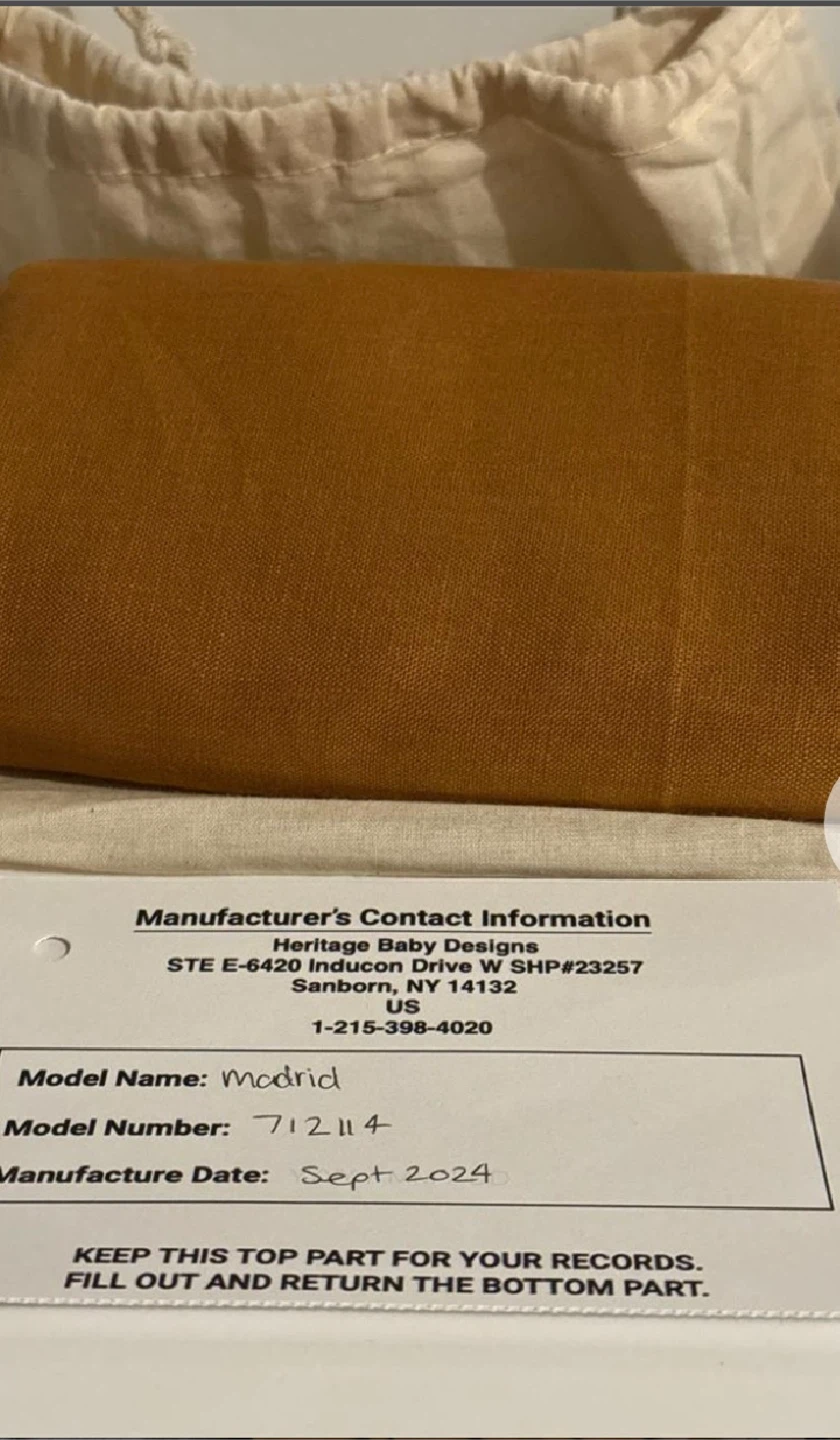 Manufacturer's Contact Information
Heritage Baby Designs
STE E-6420 Inducon Drive W SHP#23257
Sanborn, NY 14132
US
1-215-398-4020
Model Name: Madrid
Model Number: 712114
Manufacture Date: Sept 2024
KEEP THIS TOP PART FOR YOUR RECORDS.
FILL OUT AND RETURN THE BOTTOM PART.